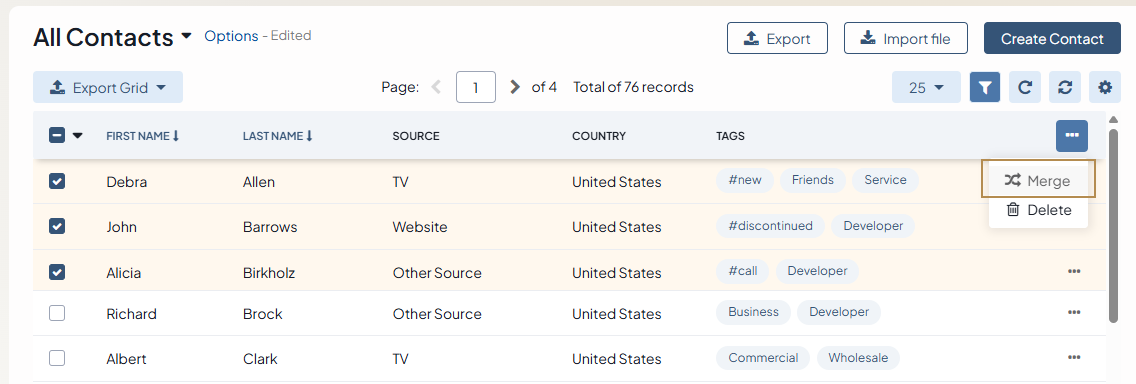 All Contacts Options - Edited Export Import file Create Contact
Export Grid Page: 1 of 4 Total of 76 records 25
FIRST NAME LAST NAME SOURCE COUNTRY TAGS
Debra Allen TV United States #new Friends Service Merge
John Barrows Website United States #discontinued Developer Delete
Alicia Birkholz Other Source United States #call Developer
Richard Brock Other Source United States Business Developer
Albert Clark TV United States Commercial Wholesale